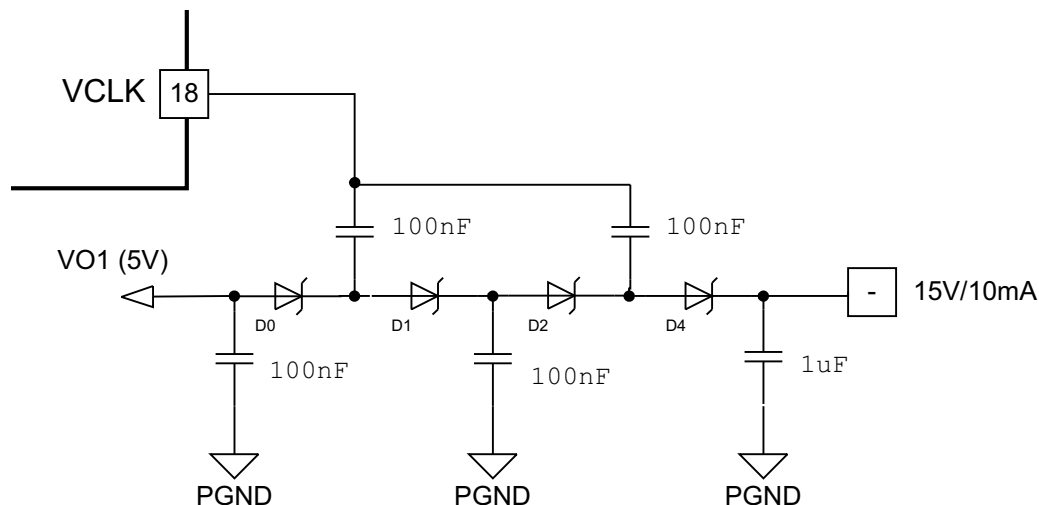 VCLK
18
100nF
100nF
VO1 (5V)
-
15V/10mA
D0
D1
D2
D4
100nF
100nF
1uF
PGND
PGND
PGND